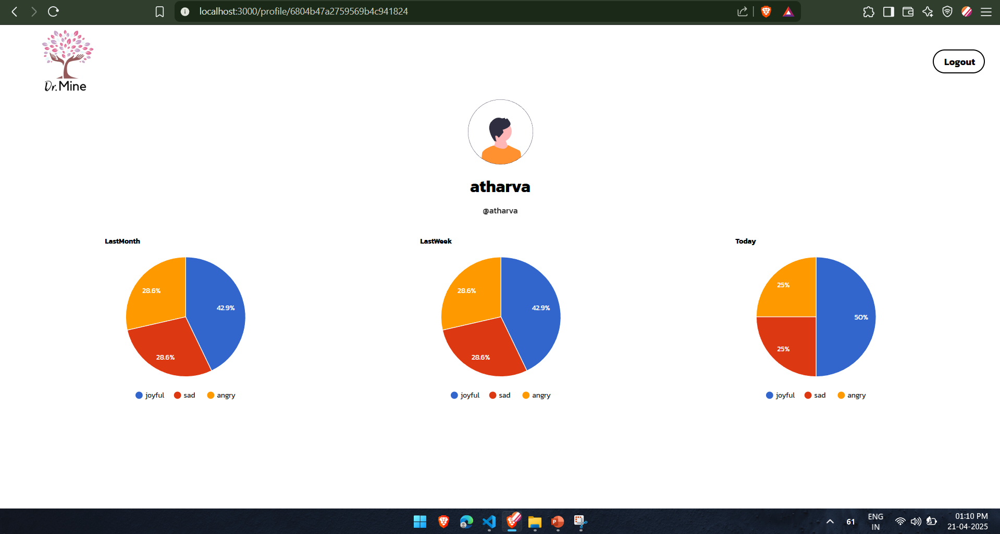 localhost:3000/profile/6804b47a2759569b4c941824
Dr. Mine
Logout
atharva
@atharva
LastMonth
28.6%
42.9%
28.6%
joyful sad angry
LastWeek
28.6%
42.9%
28.6%
joyful sad angry
Today
25%
50%
25%
joyful sad angry
P
61
ENG
IN
01:10 PM
21-04-2025